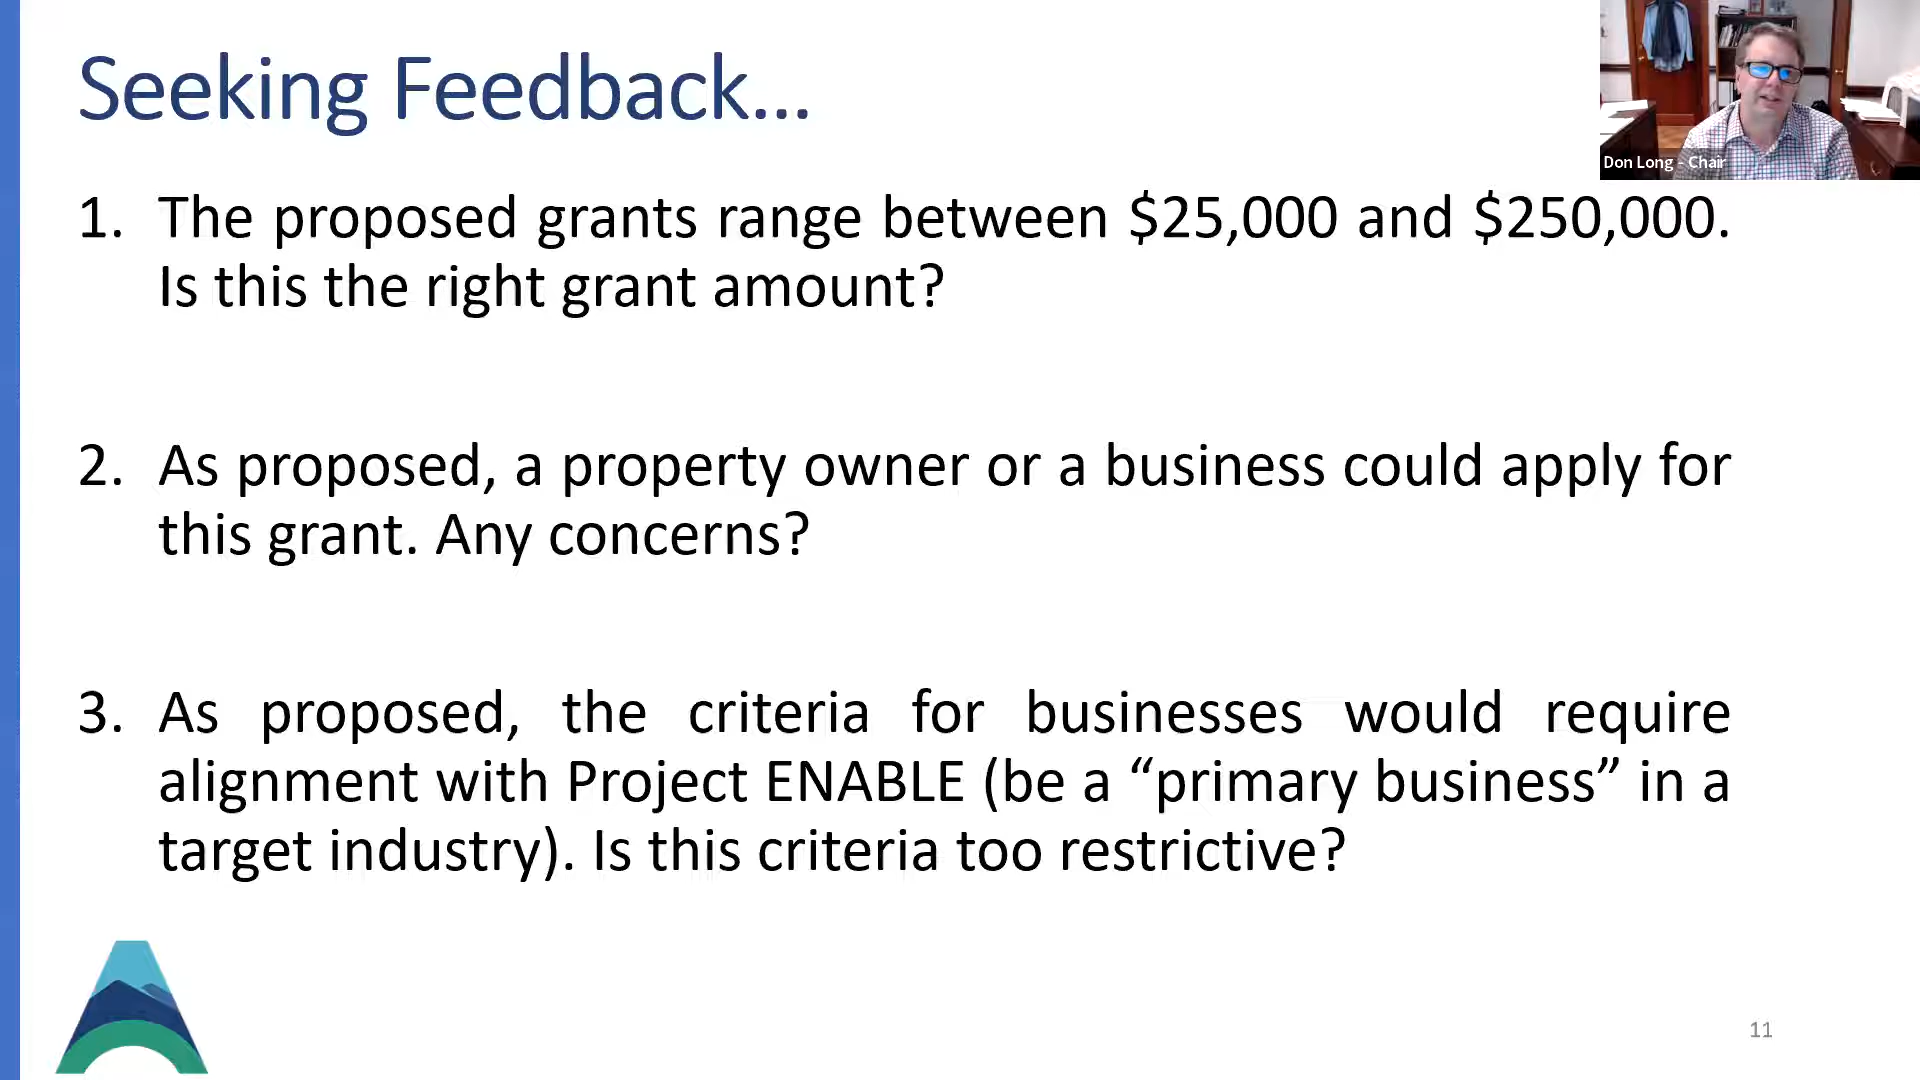 Seeking Feedback...
Don Long - Chair
1. The proposed grants range between $25,000 and $250,000.
Is this the right grant amount?
2. As proposed, a property owner or a business could apply for
this grant. Any concerns?
3. As proposed, the criteria for businesses would require
alignment with Project ENABLE (be a “primary business” in a
target industry). Is this criteria too restrictive?
11